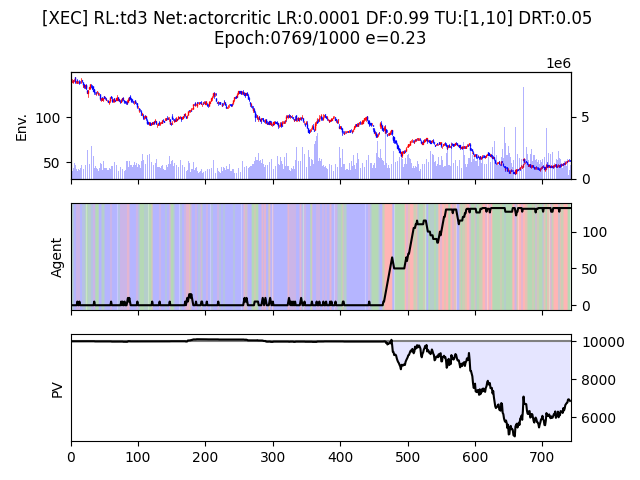 [XEC] RL:td3 Net:actorcritic LR:0.0001 DF:0.99 TU:[1,10] DRT:0.05
Epoch:0769/1000 e=0.23
1e6
Env.
100
50
5
0
Agent
100
50
0
PV
10000
8000
6000
0 100 200 300 400 500 600 700